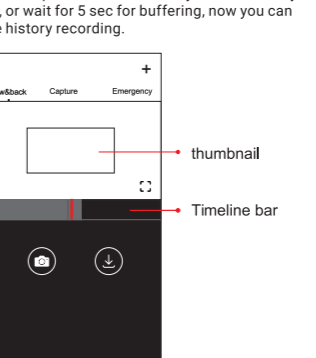 , or wait for 5 sec for buffering, now you can
e history recording.
+
w&back Capture Emergency
thumbnail
Timeline bar